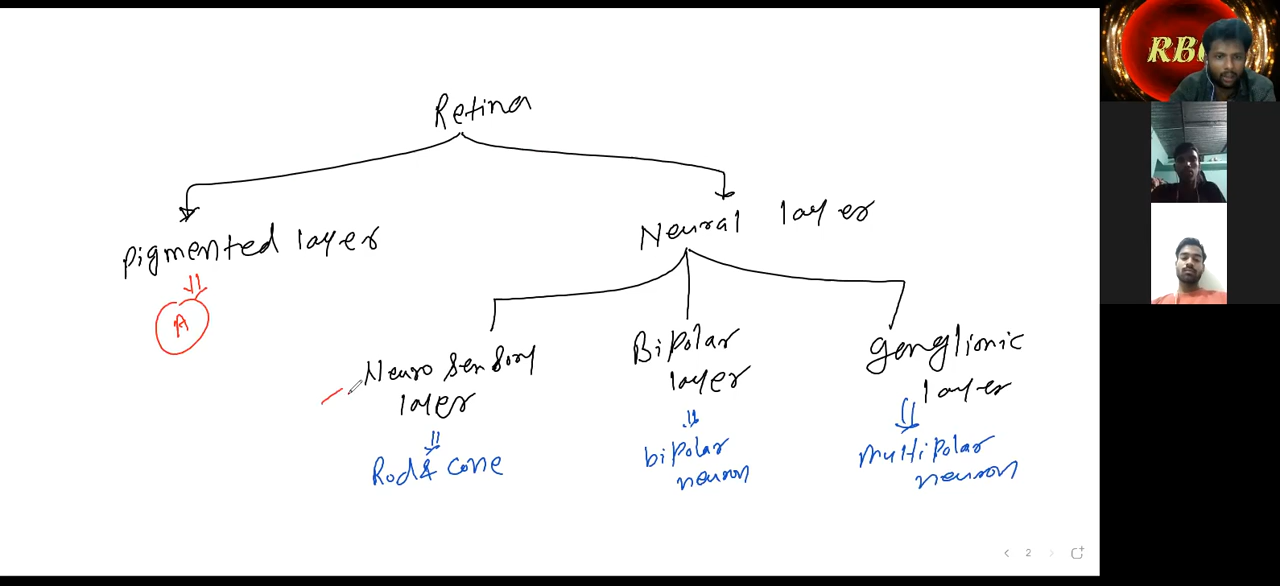 Retina
Pigmented layer
Neural layer
A
Neuro Sensory
layer
Bipolar
layer
genglionic
layer
Rod & cone
bipolar
neuron
multipolar
neuron
2